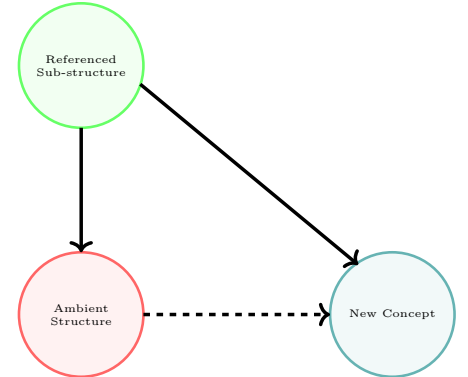 Referenced
Sub-structure
Ambient
Structure
New Concept